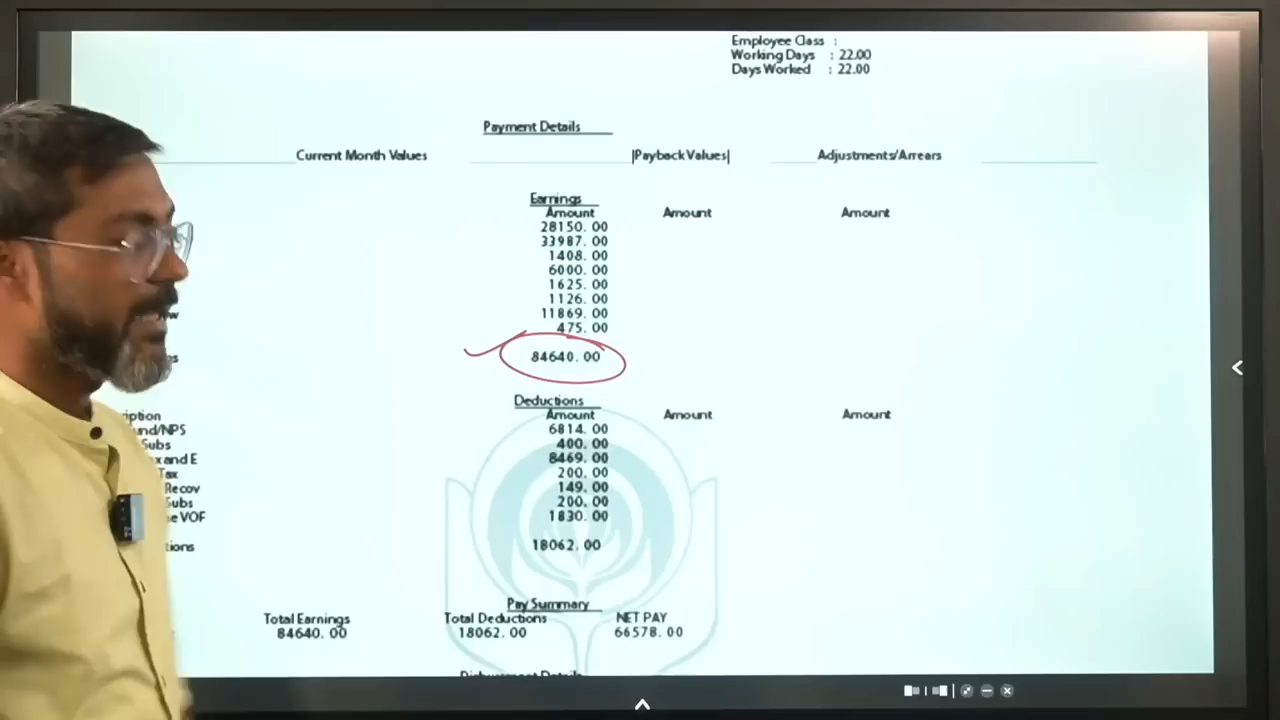 Employee Class :
Working Days : 22.00
Days Worked : 22.00
Payment Details
Current Month Values |Payback Values| Adjustments/Arrears
Earnings
Amount Amount Amount
28150. 00
33987. 00
1408. 00
6000. 00
1625. 00
1126. 00
11869. 00
475. 00
84640. 00
Deductions
Amount Amount Amount
6814. 00
400. 00
8469. 00
200. 00
149. 00
200. 00
1830. 00
18062. 00
Pay Summary
Total Earnings Total Deductions NET PAY
84640. 00 18062. 00 66578. 00